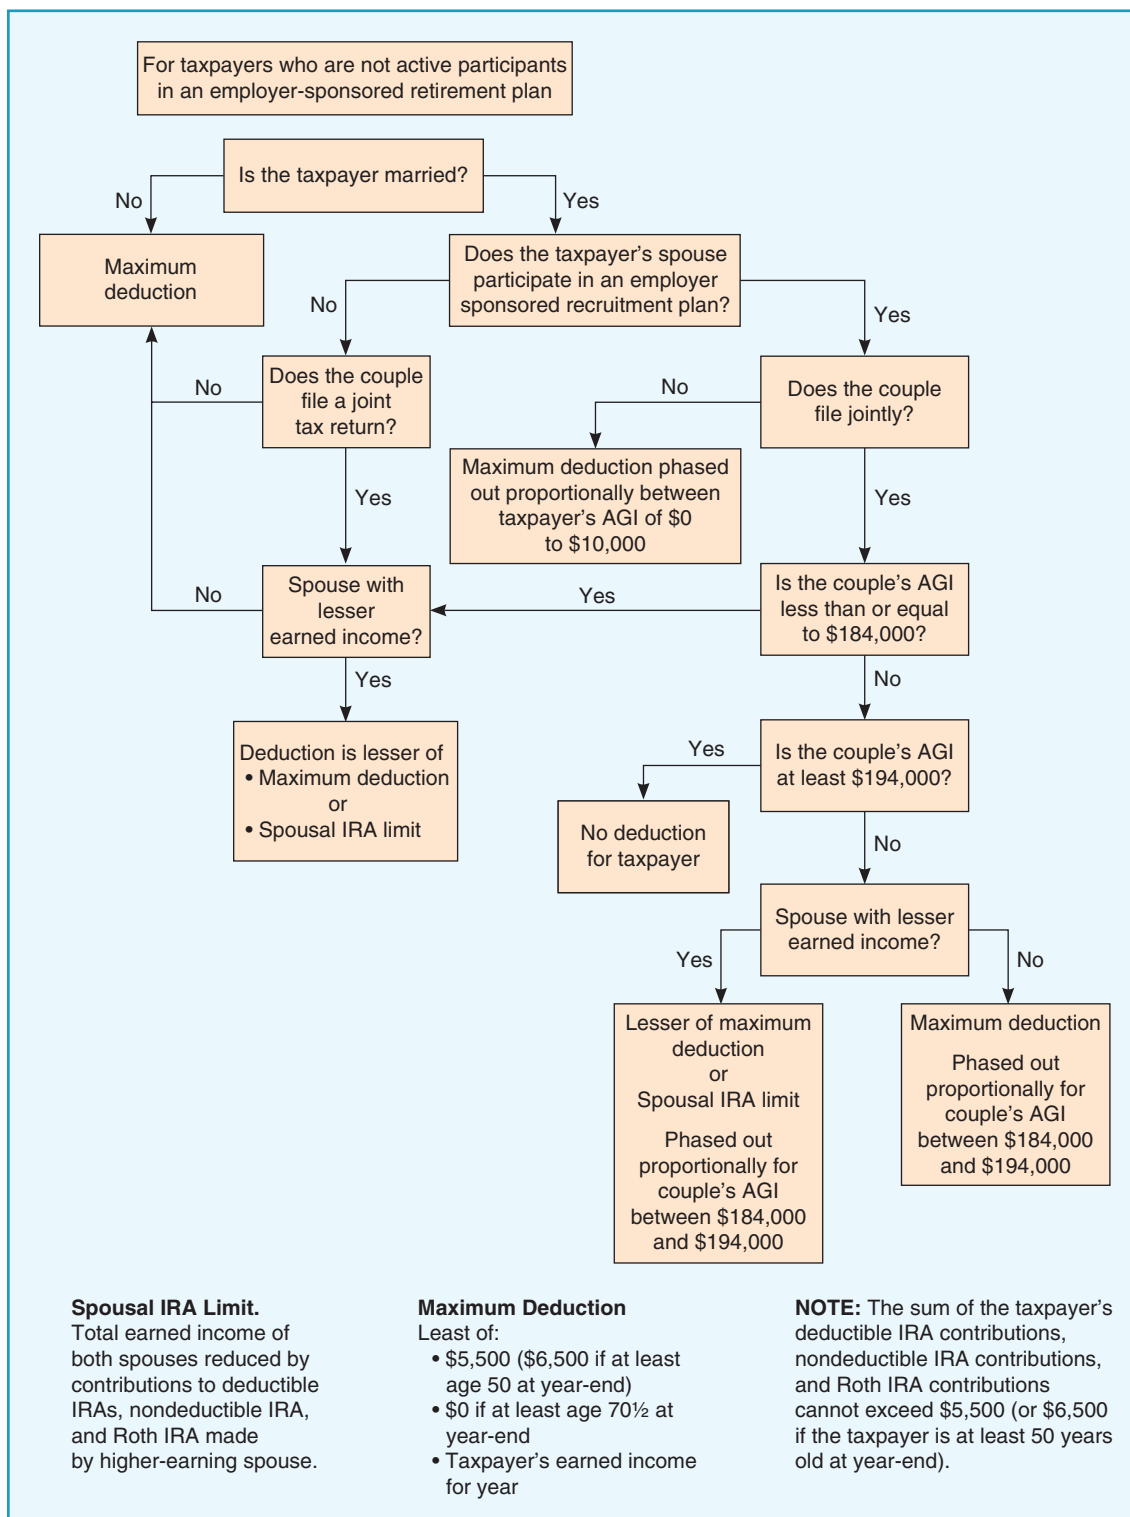 For taxpayers who are not active participants
in an employer-sponsored retirement plan
Is the taxpayer married?
No
Yes
Maximum
deduction
Does the taxpayer’s spouse
participate in an employer
sponsored recruitment plan?
No
Yes
Does the couple
file a joint
tax return?
No
Does the couple
file jointly?
No
Maximum deduction phased
out proportionally between
taxpayer’s AGI of $0
to $10,000
Yes
Yes
Spouse with
lesser
earned income?
No
Yes
Is the couple’s AGI
less than or equal
to $184,000?
Yes
No
Deduction is lesser of
• Maximum deduction
or
• Spousal IRA limit
Is the couple’s AGI
at least $194,000?
Yes
No deduction
for taxpayer
No
Spouse with lesser
earned income?
Yes
No
Lesser of maximum
deduction
or
Spousal IRA limit
Phased out
proportionally for
couple’s AGI
between $184,000
and $194,000
Maximum deduction
Phased out
proportionally for
couple’s AGI
between $184,000
and $194,000
Spousal IRA Limit.
Total earned income of
both spouses reduced by
contributions to deductible
IRAs, nondeductible IRA,
and Roth IRA made
by higher-earning spouse.
Maximum Deduction
Least of:
• $5,500 ($6,500 if at least
age 50 at year-end)
• $0 if at least age 70½ at
year-end
• Taxpayer’s earned income
for year
NOTE: The sum of the taxpayer’s
deductible IRA contributions,
nondeductible IRA contributions,
and Roth IRA contributions
cannot exceed $5,500 (or $6,500
if the taxpayer is at least 50 years
old at year-end).